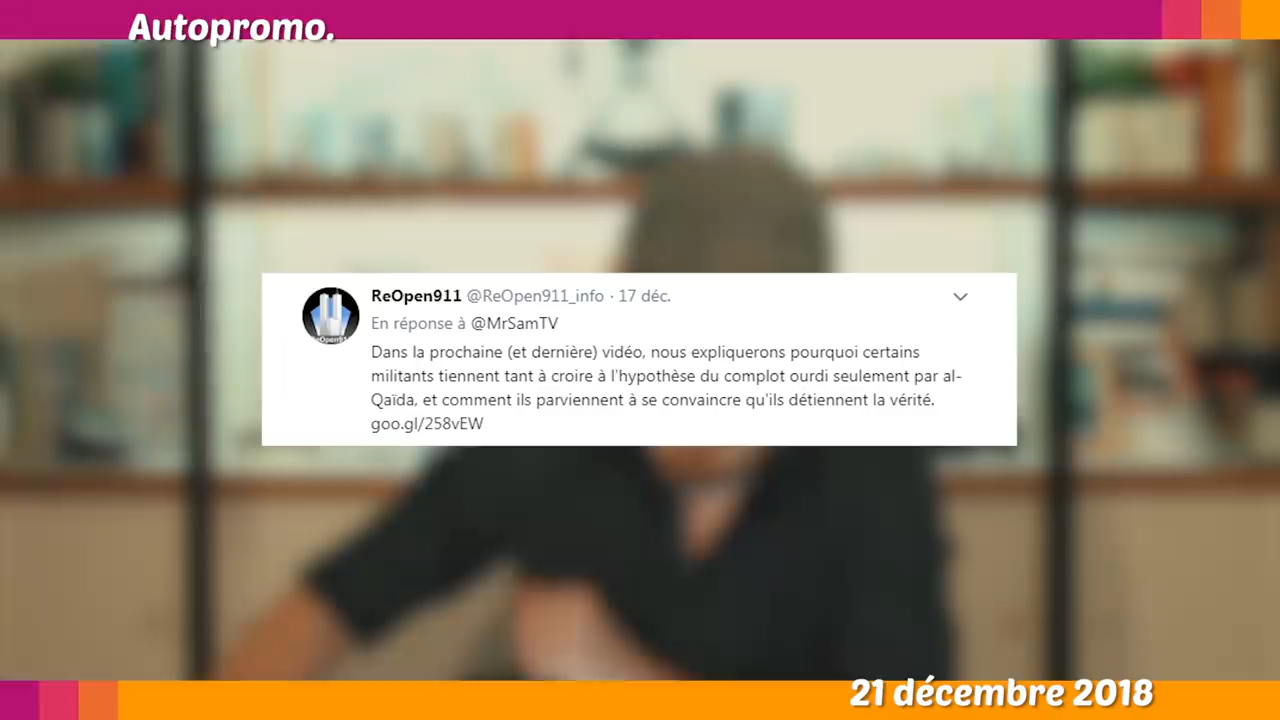 Autopromo.
ReOpen911 @ReOpen911_info · 17 déc.
En réponse à @MrSamTV
Dans la prochaine (et dernière) vidéo, nous expliquerons pourquoi certains
militants tiennent tant à croire à l'hypothèse du complot ourdi seulement par al-
Qaïda, et comment ils parviennent à se convaincre qu'ils détiennent la vérité.
goo.gl/258vEW
21 décembre 2018